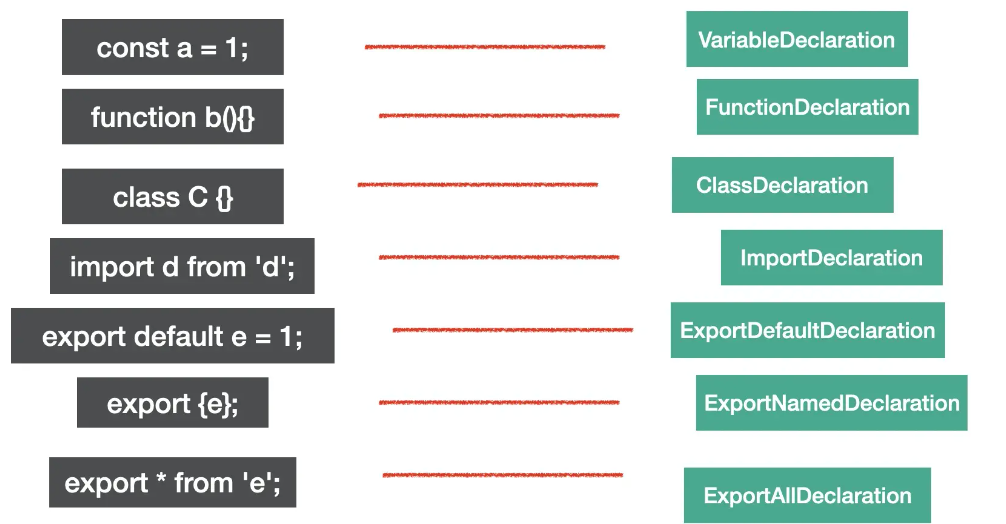 const a = 1;
VariableDeclaration
function b(){}
FunctionDeclaration
class C {}
ClassDeclaration
import d from 'd';
ImportDeclaration
export default e = 1;
ExportDefaultDeclaration
export {e};
ExportNamedDeclaration
export * from 'e';
ExportAllDeclaration